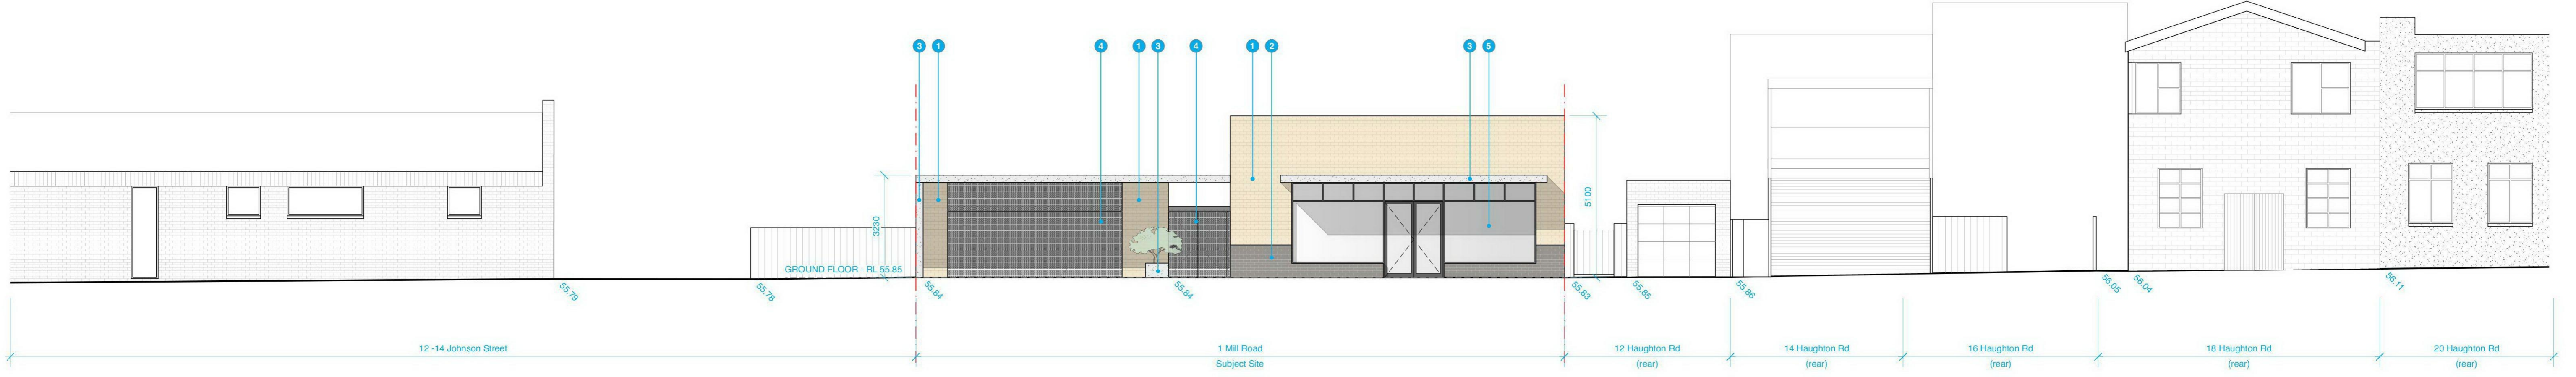 3 1 4 1 3 4 1 2 3 5
3230
5100
GROUND FLOOR - RL 55.85
55.79
55.78
55.84
55.84
55.83
55.85
55.86
56.05
56.04
56.11
12 -14 Johnson Street
1 Mill Road
Subject Site
12 Haughton Rd
(rear)
14 Haughton Rd
(rear)
16 Haughton Rd
(rear)
18 Haughton Rd
(rear)
20 Haughton Rd
(rear)